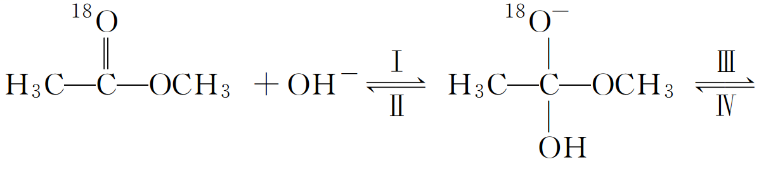 ¹⁸O ¹⁸O⁻
H₃C—C—OCH₃ + OH⁻ Ⅰ Ⅱ H₃C—C—OCH₃ Ⅲ Ⅳ
OH